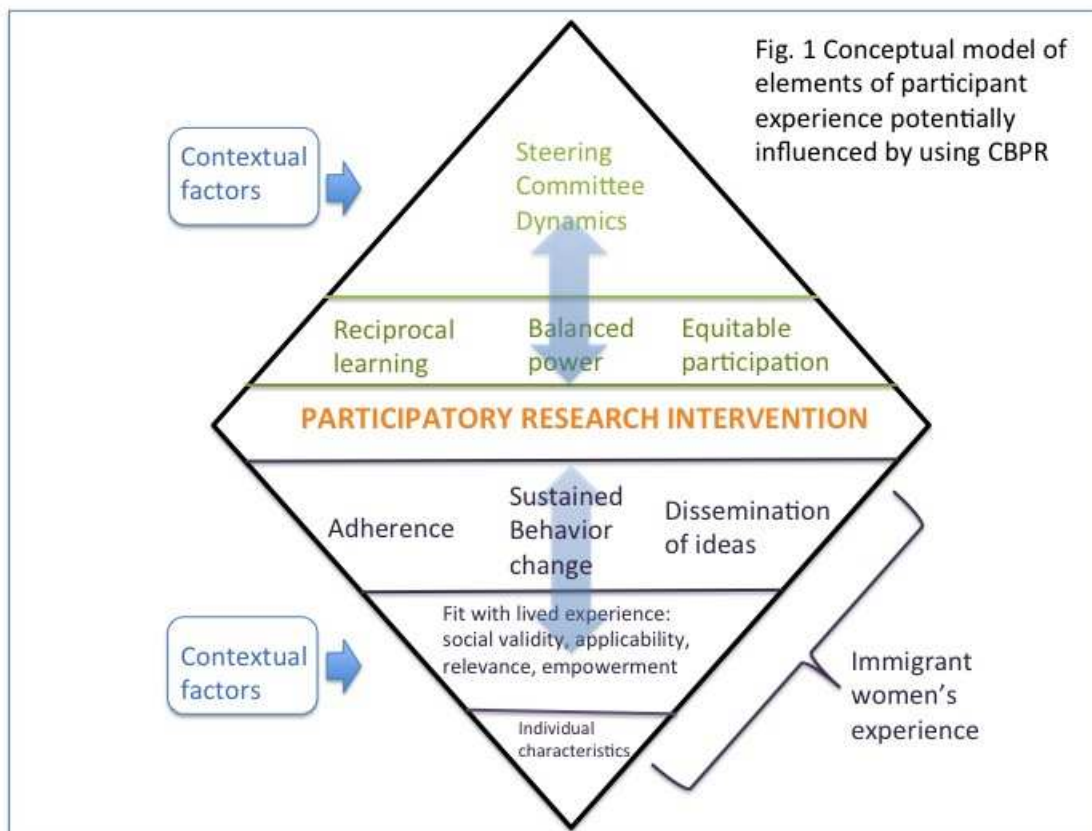 Fig. 1 Conceptual model of
elements of participant
experience potentially
influenced by using CBPR
Contextual
factors
Steering
Committee
Dynamics
Reciprocal
learning
Balanced
power
Equitable
participation
PARTICIPATORY RESEARCH INTERVENTION
Adherence
Sustained
Behavior
change
Dissemination
of ideas
Fit with lived experience:
social validity, applicability,
relevance, empowerment
Contextual
factors
Immigrant
women's
experience
Individual
characteristics